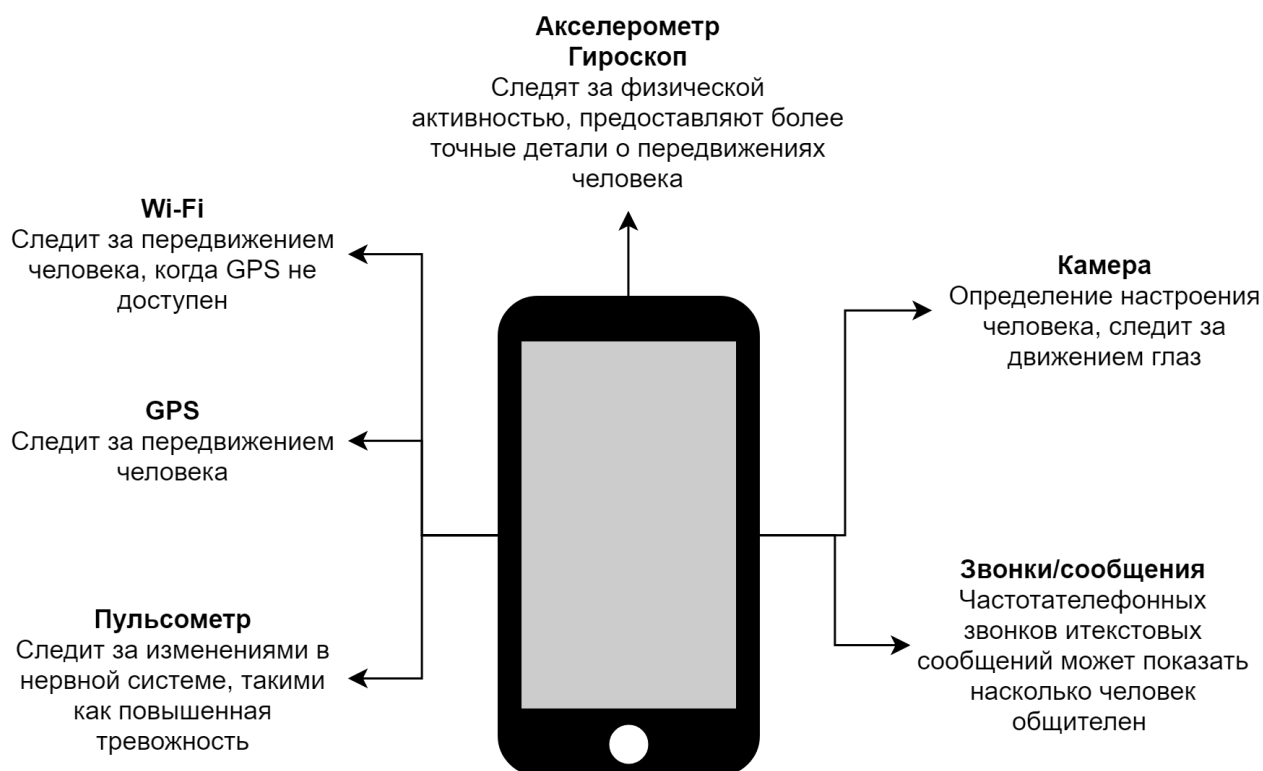 Акселерометр
Гироскоп
Следят за физической
активностью, предоставляют более
точные детали о передвижениях
человека
Wi-Fi
Следит за передвижением
человека, когда GPS не
доступен
GPS
Следит за передвижением
человека
Пульсометр
Следит за изменениями в
нервной системе, такими
как повышенная
тревожность
Камера
Определение настроения
человека, следит за
движением глаз
Звонки/сообщения
Частотателефонных
звонков итекстовых
сообщений может показать
насколько человек
общителен